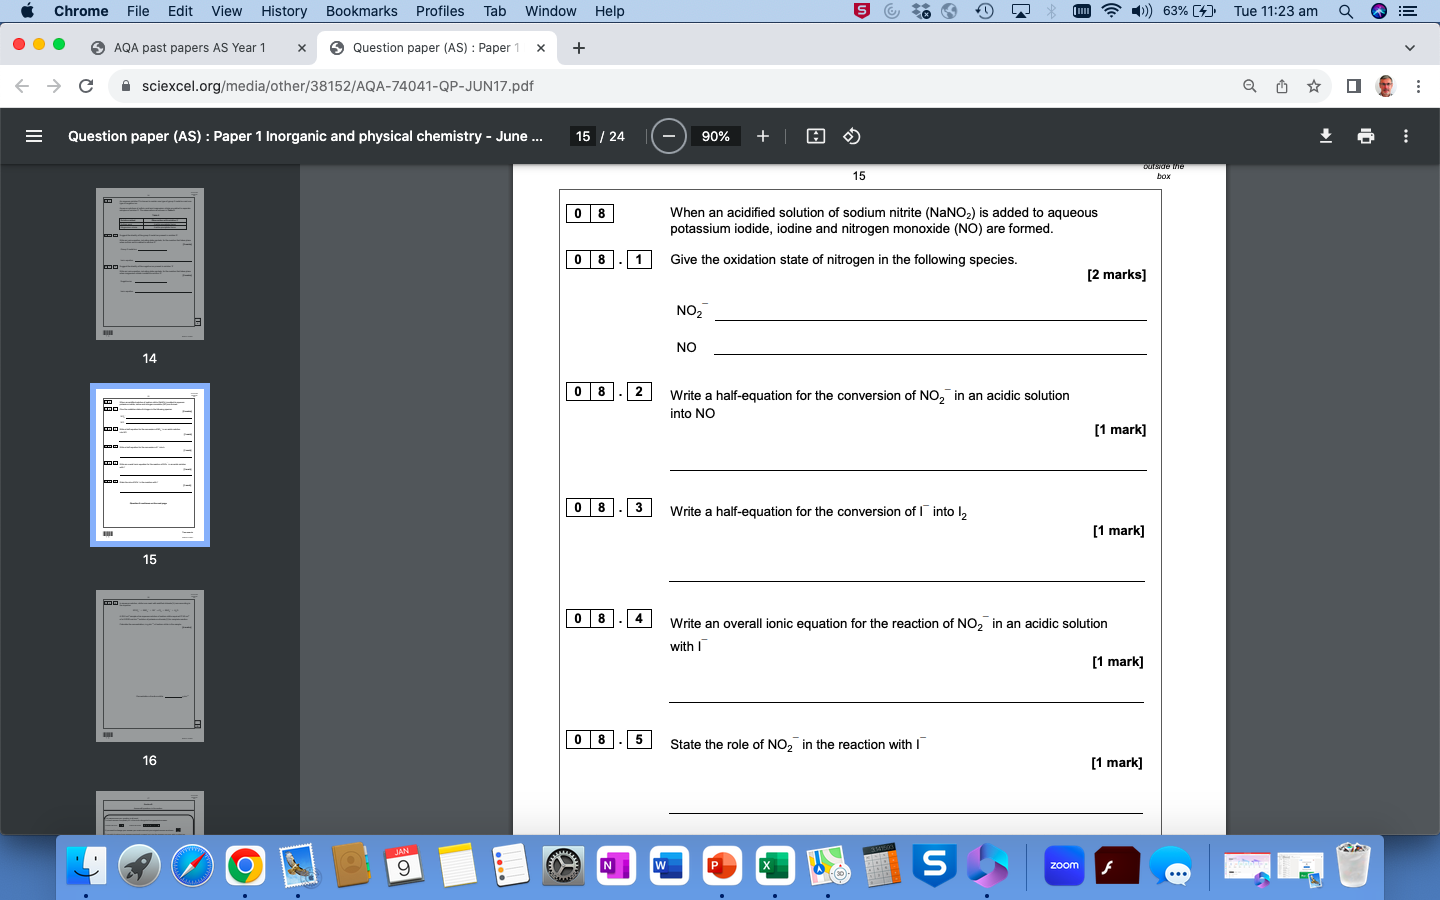 Chrome File Edit View History Bookmarks Profiles Tab Window Help 63% Tue 11:23 am
AQA past papers AS Year 1 Question paper (AS) : Paper 1
sciexcel.org/media/other/38152/AQA-74041-QP-JUN17.pdf
Question paper (AS) : Paper 1 Inorganic and physical chemistry - June ... 15 / 24 90%
outside the
box
15
0 8 When an acidified solution of sodium nitrite (NaNO₂) is added to aqueous
potassium iodide, iodine and nitrogen monoxide (NO) are formed.
0 8 . 1 Give the oxidation state of nitrogen in the following species.
[2 marks]
NO₂⁻
NO
0 8 . 2 Write a half-equation for the conversion of NO₂⁻ in an acidic solution
into NO
[1 mark]
0 8 . 3 Write a half-equation for the conversion of I⁻ into I₂
[1 mark]
0 8 . 4 Write an overall ionic equation for the reaction of NO₂⁻ in an acidic solution
with I⁻
[1 mark]
0 8 . 5 State the role of NO₂⁻ in the reaction with I⁻
[1 mark]
14
15
16
JAN
9
N
W
P
X
3D
S
zoom